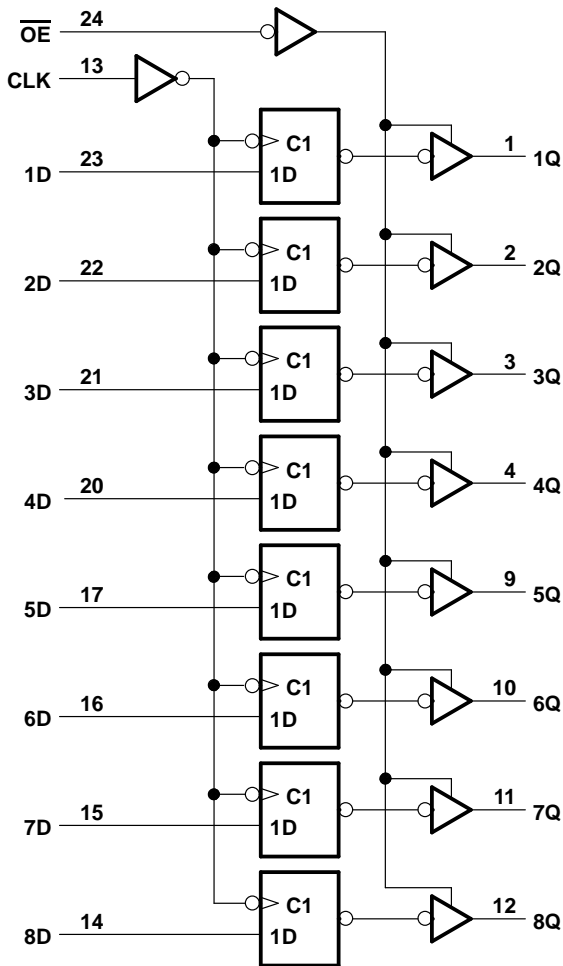 OE 24
CLK 13
C1 1 1Q
1D 23 1D
C1 2 2Q
2D 22 1D
C1 3 3Q
3D 21 1D
C1 4 4Q
4D 20 1D
C1 9 5Q
5D 17 1D
C1 10 6Q
6D 16 1D
C1 11 7Q
7D 15 1D
C1 12 8Q
8D 14 1D